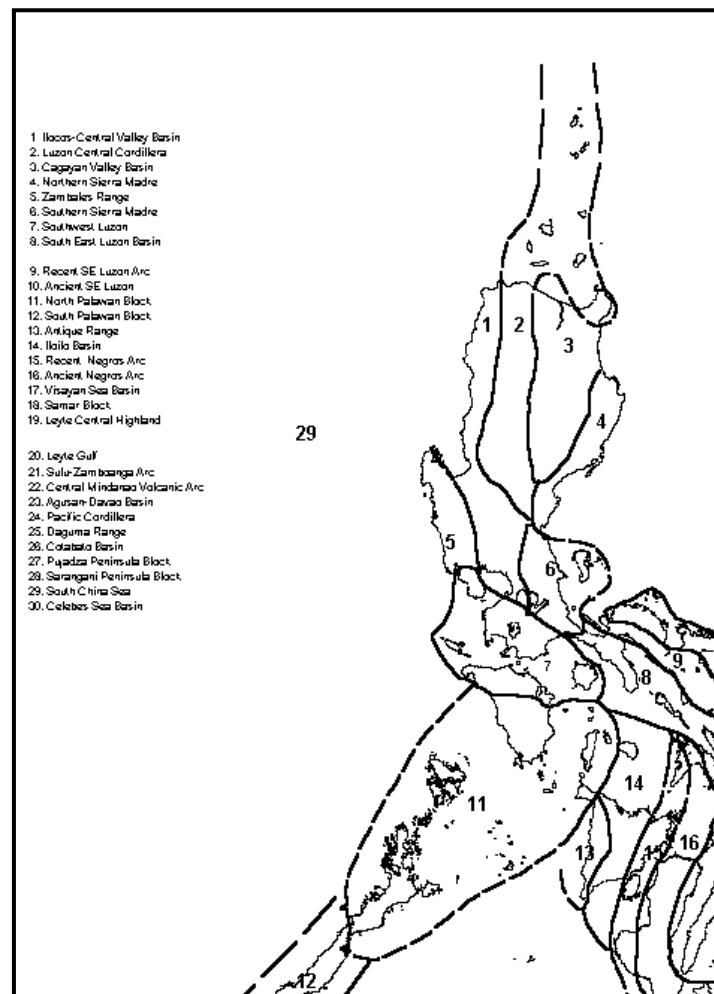 1 Ilocos-Central Valley Basin
2. Luzon Central Cordillera
3. Cagayan Valley Basin
4. Northern Sierra Madre
5. Zambales Range
6. Southern Sierra Madre
7. Southwest Luzon
8. South East Luzon Basin
9. Recent SE Luzon Arc
10. Ancient SE Luzon
11. North Palawan Block
12. South Palawan Block
13. Antique Range
14. Iloilo Basin
15. Recent Negros Arc
16. Ancient Negros Arc
17. Visayan Sea Basin
18. Samar Block
19. Leyte Central Highland
20. Leyte Gulf
21. Sulu-Zamboanga Arc
22. Central Mindanao Volcanic Arc
23. Agusan-Davao Basin
24. Pacific Cordillera
25. Daguma Range
26. Cotabato Basin
27. Pujadza Peninsula Block
28. Sarangani Peninsula Block
29. South China Sea
30. Celebes Sea Basin
1
2
3
4
29
5
6
7
8
9
11
14
13
15
16
12